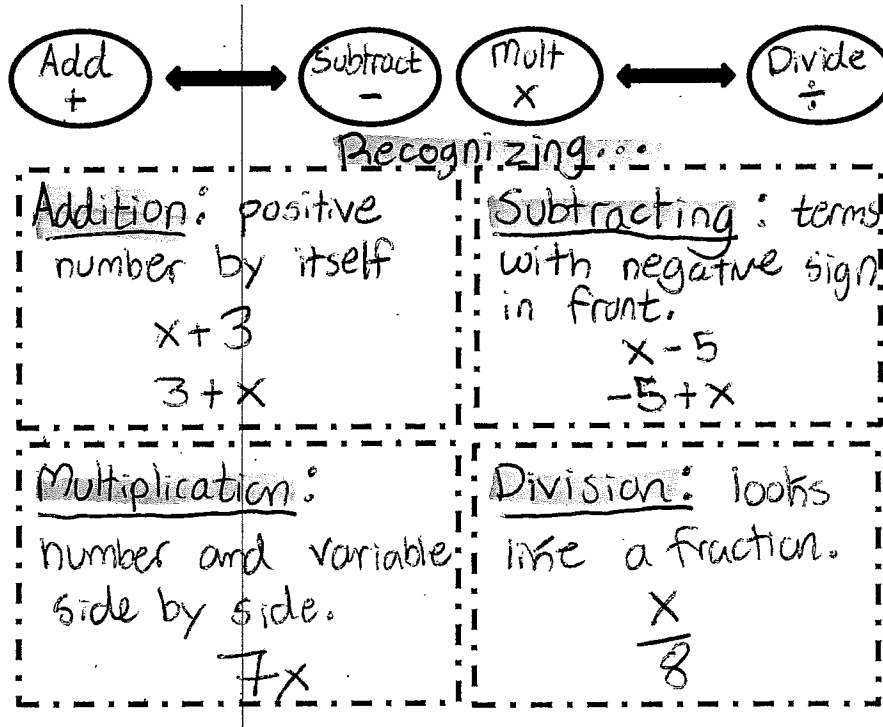 Add Subtract Mult Divide
+ − × ÷
Recognizing...
Addition: positive
number by itself
x+3
3+x
Subtracting: terms
with negative sign
in front.
x-5
-5+x
Multiplication:
number and variable
side by side.
7x
Division: looks
like a fraction.
x
8